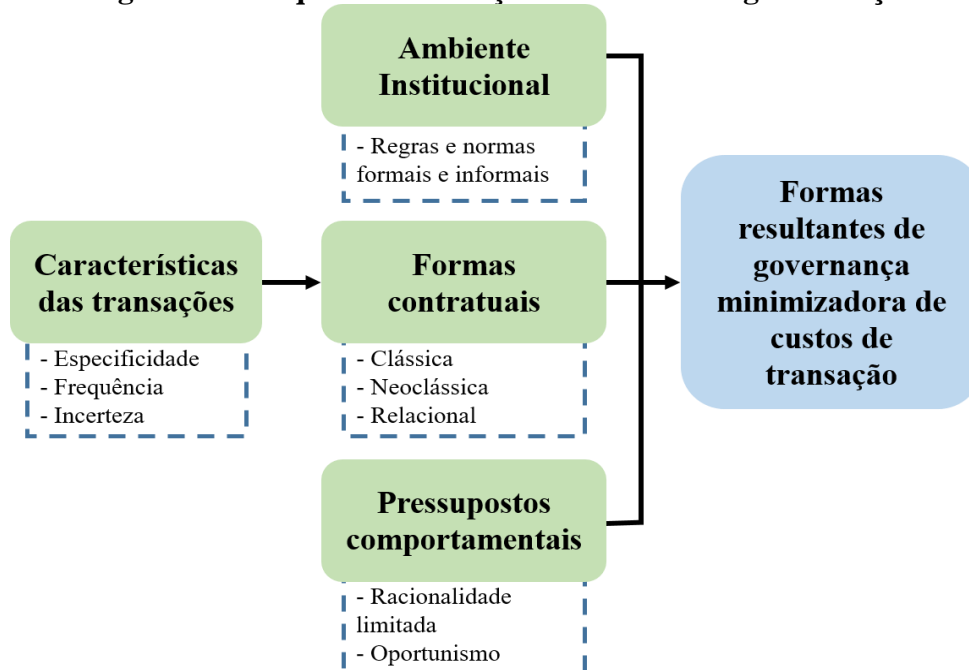 Ambiente
Institucional
- Regras e normas
formais e informais
Característícas
das transações
- Especificidade
- Frequência
- Incerteza
Formas
contratuais
- Clássica
- Neoclássica
- Relacional
Pressupostos
comportamentais
- Racionalidade
limitada
- Oportunismo
Formas
resultantes de
governança
minimizadora de
custos de
transação